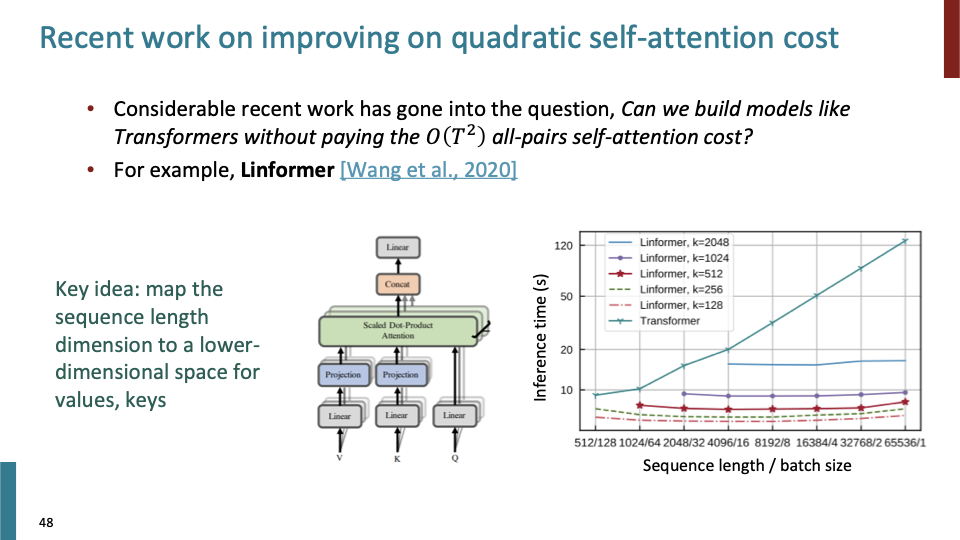 Recent work on improving on quadratic self-attention cost
• Considerable recent work has gone into the question, Can we build models like
Transformers without paying the O(T²) all-pairs self-attention cost?
• For example, Linformer [Wang et al., 2020]
Key idea: map the
sequence length
dimension to a lower-
dimensional space for
values, keys
Linear
Concat
Scaled Dot-Product
Attention
Projection Projection
Linear Linear Linear
V K Q
Inference time (s)
120
50
20
10
Linformer, k=2048
Linformer, k=1024
Linformer, k=512
Linformer, k=256
Linformer, k=128
Transformer
512/128 1024/64 2048/32 4096/16 8192/8 16384/4 32768/2 65536/1
Sequence length / batch size
48